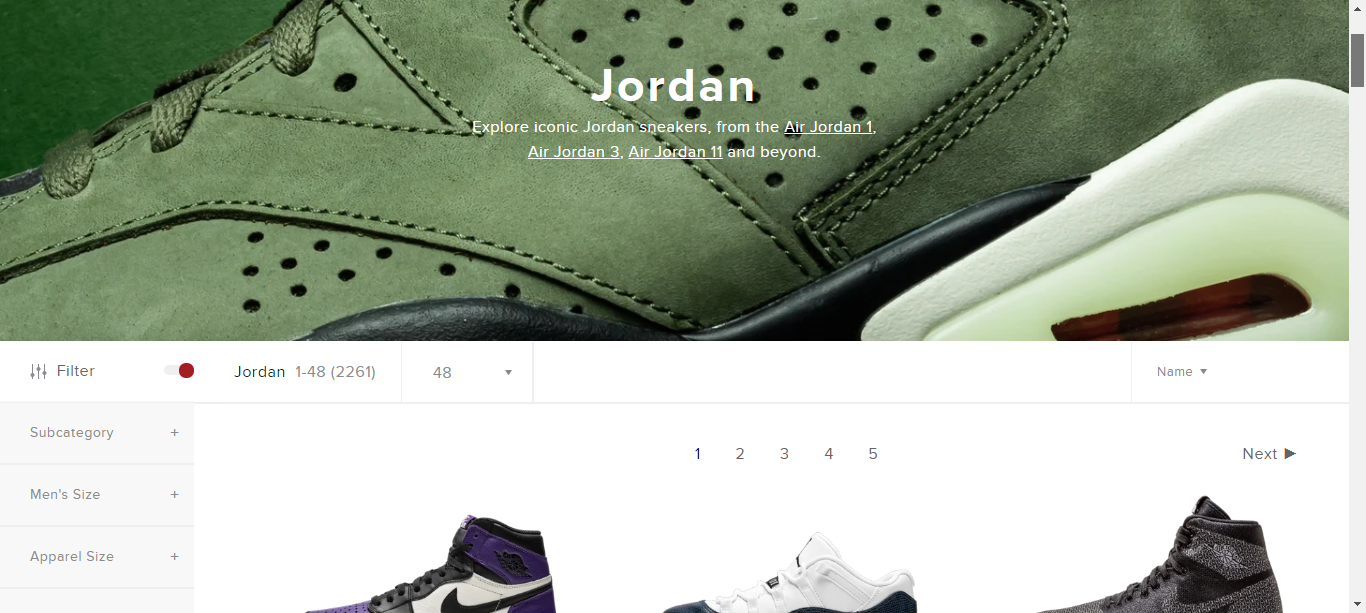 Jordan
Explore iconic Jordan sneakers, from the Air Jordan 1,
Air Jordan 3, Air Jordan 11 and beyond.
Filter
Jordan 1-48 (2261)
48
Name
Subcategory +
1 2 3 4 5
Next
Men's Size +
Apparel Size +